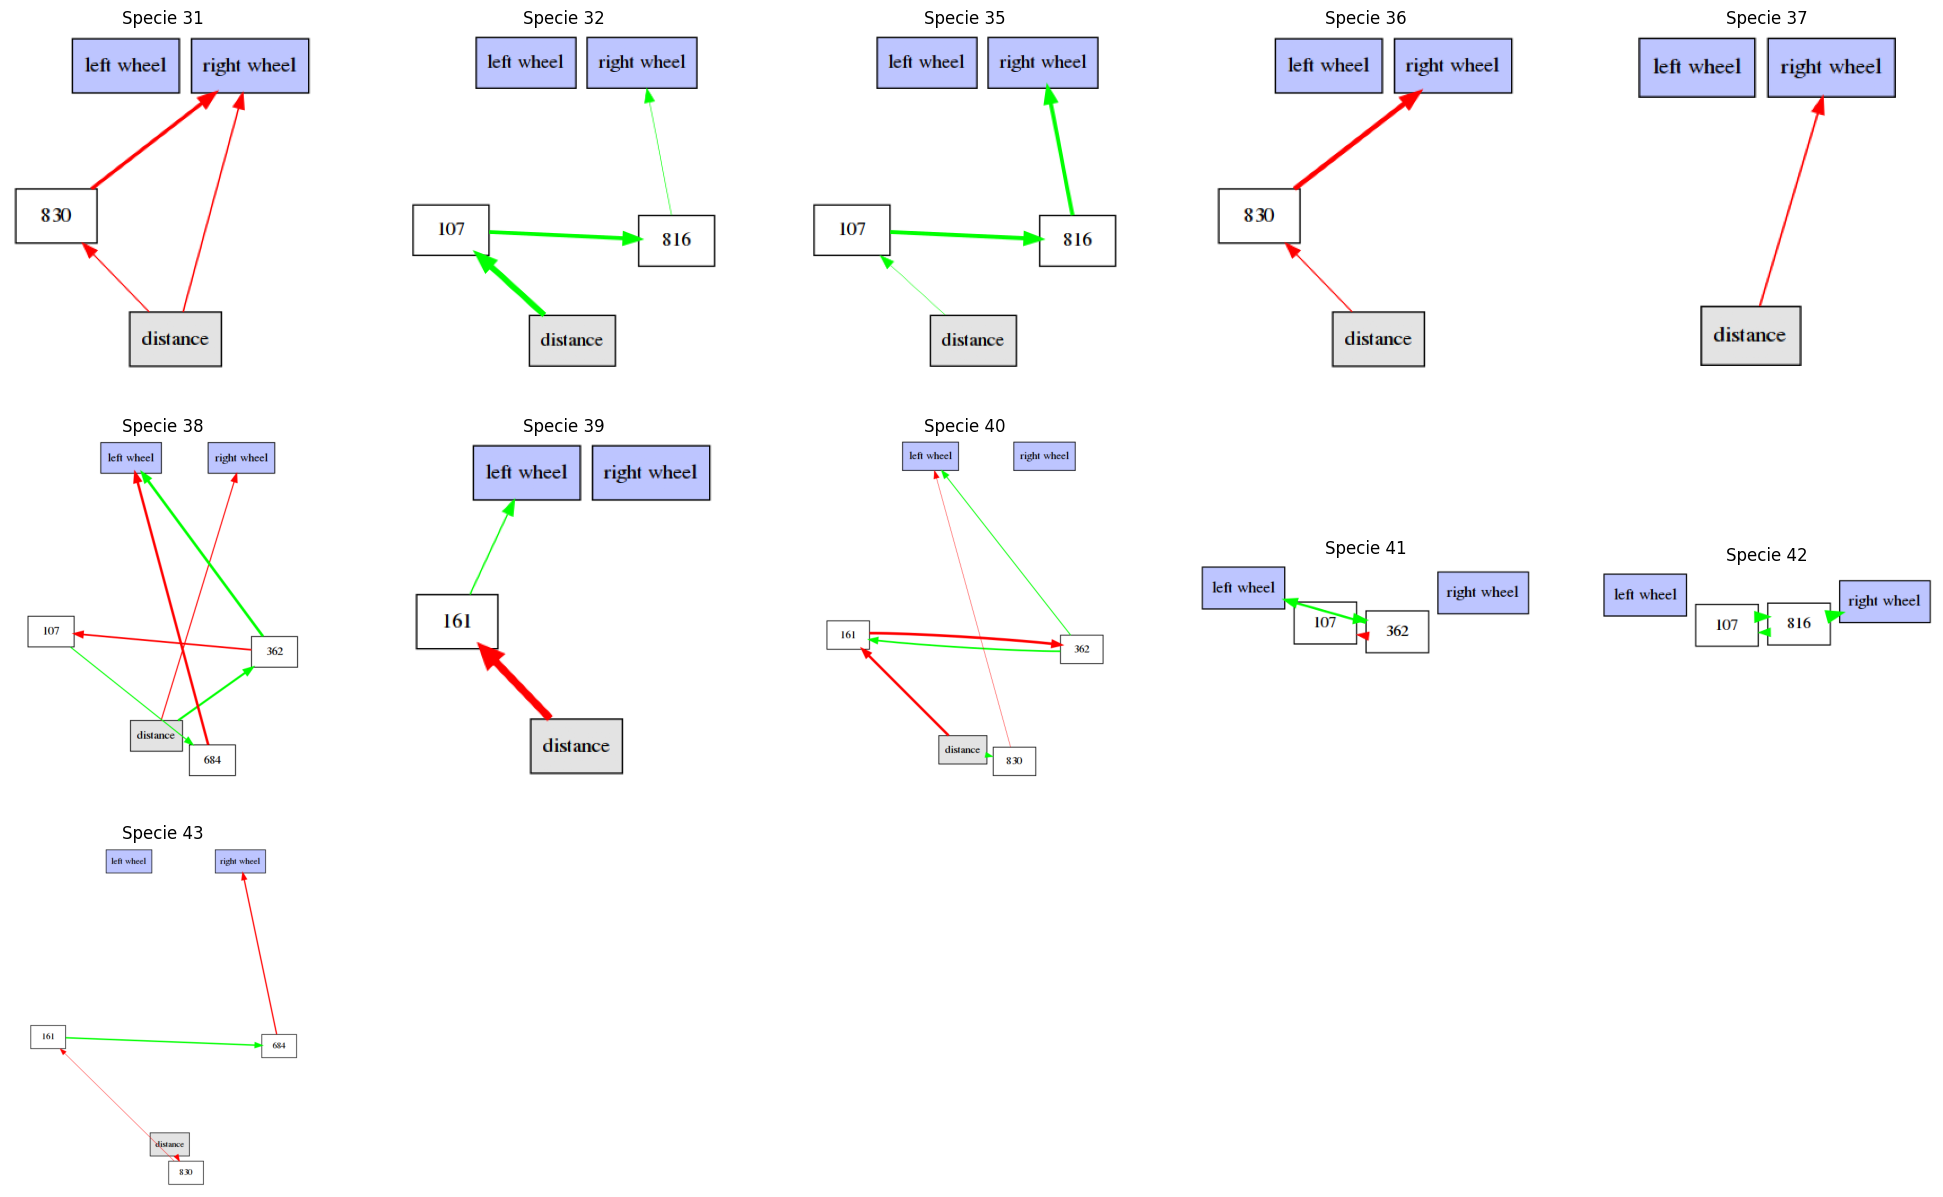 Specie 31
left wheel right wheel
830
distance
Specie 32
left wheel right wheel
107
816
distance
Specie 35
left wheel right wheel
107
816
distance
Specie 36
left wheel right wheel
830
distance
Specie 37
left wheel right wheel
distance
Specie 38
left wheel right wheel
107
362
distance
684
Specie 39
left wheel right wheel
161
distance
Specie 40
left wheel right wheel
161
362
distance
830
Specie 41
left wheel right wheel
107
362
Specie 42
left wheel right wheel
107 816
Specie 43
left wheel right wheel
161
684
distance
830